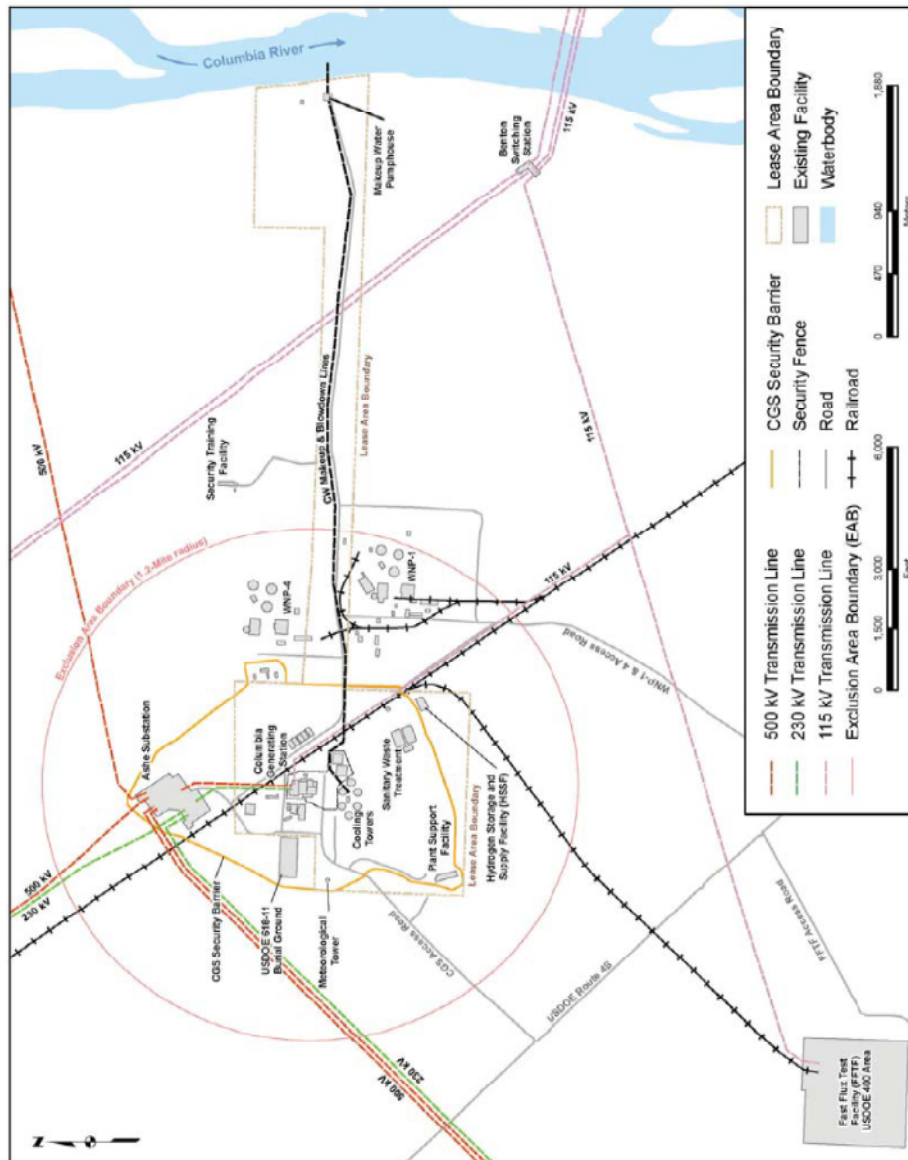 Columbia River
Makeup Water
Pumphouse
Benton
Switching
Station
115 kV
115 kV
500 kV
115 kV
Security Training
Facility
CW Makeup & Blowdown Lines
Lease Area Boundary
Exclusion Area Boundary (1.2-Mile radius)
WNP-4
WNP-1
115 kV
WNP-1 & 4 Access Road
Ashe Substation
Columbia
Generating
Station
Cooling
Towers
Sanitary Waste
Treatment
Hydrogen Storage and
Supply Facility (HSSF)
Plant Support
Facility
Lease Area Boundary
500 kV
230 kV
CGS Security Barrier
USDOE 618-11
Burial Ground
Meteorological
Tower
CGS Access Road
USDOE Route 4S
FFTF Access Road
230 kV
500 kV
Fast Flux Test
Facility (FFTF)
USDOE 400 Area
N
500 kV Transmission Line
230 kV Transmission Line
115 kV Transmission Line
Exclusion Area Boundary (EAB)
CGS Security Barrier
Security Fence
Road
Railroad
Lease Area Boundary
Existing Facility
Waterbody
0 1,500 3,000 6,000
Feet
0 470 940 1,880
Meters